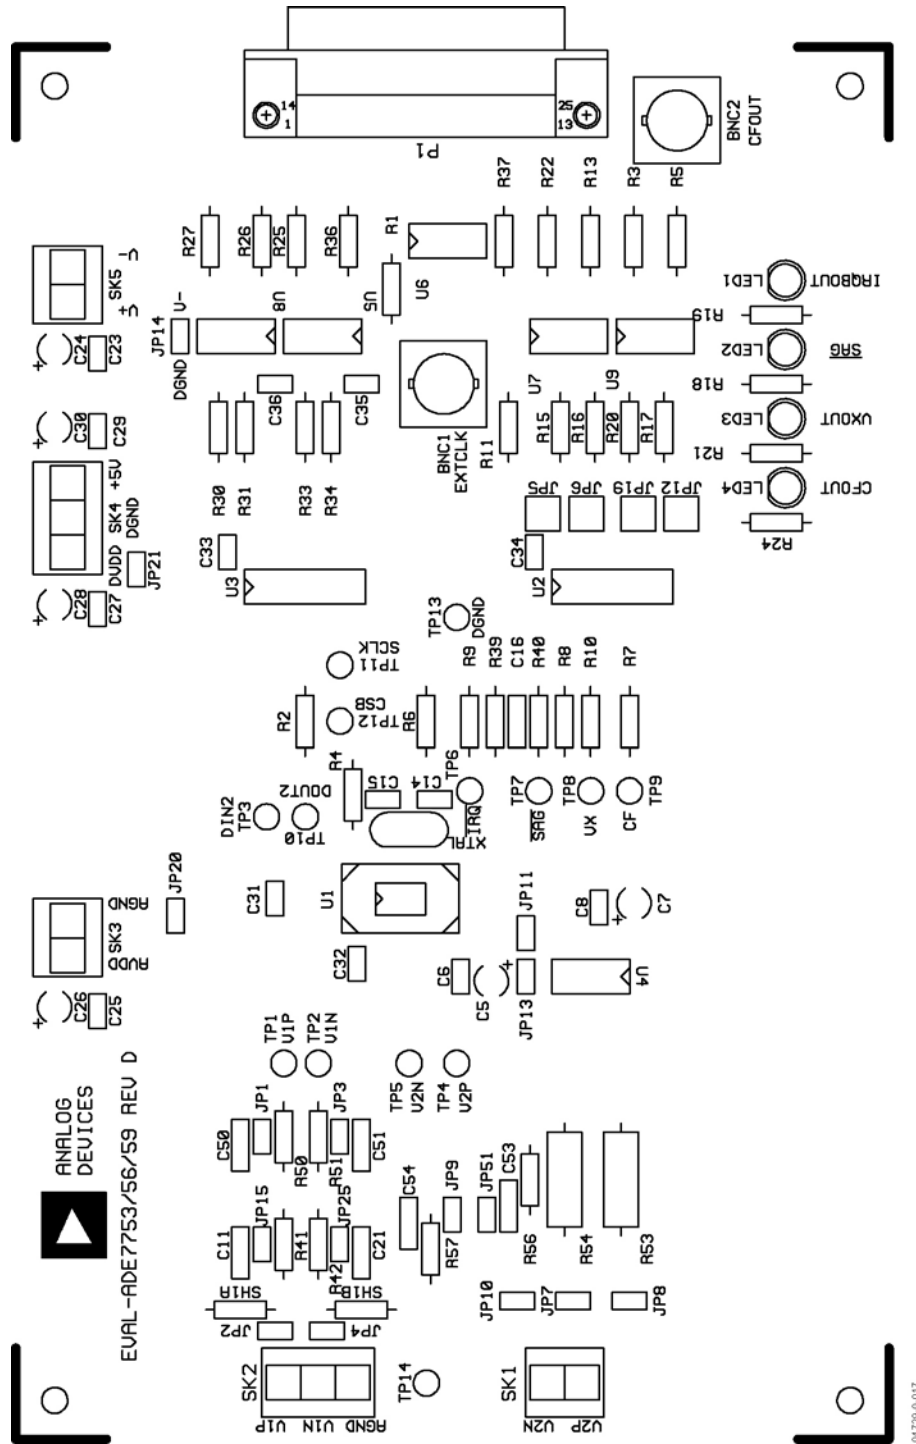 14
1
25
13
P1
BNC2
CFOUT
R37
R22
R13
R3
R5
R27
R26
R25
R36
R1
U6
V-
SK5
V+
C24
C23
JP14
V-
DGND
U8
U5
LED1
IRQBOUT
R19
LED2
SAG
R18
LED3
VXOUT
R21
LED4
CFOUT
R24
C36
C35
BNC1
EXTCLK
U7
U9
R11
R15
R16
R20
R17
C30
C29
+5V
SK4
DGND
DVDD
JP21
C28
C27
R30
R31
R33
R34
JP5
JP6
JP19
JP12
C33
U3
C34
U2
TP13
DGND
TP11
SCLK
CSB
TP12
R2
R6
R9
R39
C16
R40
R8
R10
R7
R4
C15
C14
TP6
IRQ
TP7
SAG
TP8
VX
TP9
CF
DIN2
TP3
DOUT2
TP10
XTAL
JP20
AGND
SK3
AVDD
C26
C25
C31
U1
C32
JP11
C8
C7
C6
C5
JP13
U4
TP1
V1P
TP2
V1N
TP5
V2N
TP4
V2P
ANALOG
DEVICES
EVAL-ADE7753/56/59 REV D
C50
JP1
R50
JP3
R51
C51
C54
JP9
JP51
C53
C11
JP15
R41
JP25
R42
C21
R57
R56
R54
R53
SH1A
SH1B
JP2
JP4
JP10
JP7
JP8
SK2
V1P
V1N
AGND
TP14
SK1
V2N
V2P